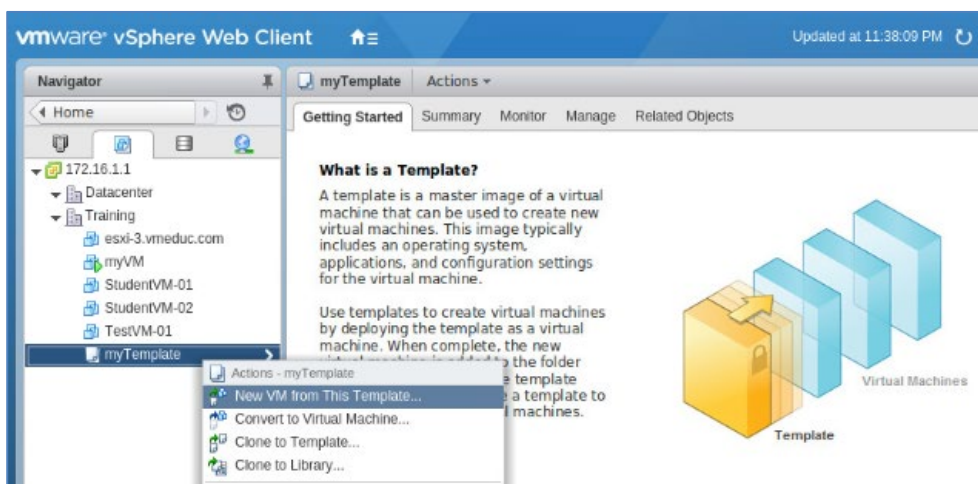 vmware® vSphere Web Client
Updated at 11:38:09 PM
Navigator
Home
172.16.1.1
Datacenter
Training
esxi-3.vmeduc.com
myVM
StudentVM-01
StudentVM-02
TestVM-01
myTemplate
myTemplate Actions
Getting Started Summary Monitor Manage Related Objects
What is a Template?
A template is a master image of a virtual
machine that can be used to create new
virtual machines. This image typically
includes an operating system,
applications, and configuration settings
for the virtual machine.
Use templates to create virtual machines
by deploying the template as a virtual
machine. When complete, the new
the folder
template
a template to
machines.
Actions - myTemplate
New VM from This Template...
Convert to Virtual Machine...
Clone to Template...
Clone to Library...
Template
Virtual Machines